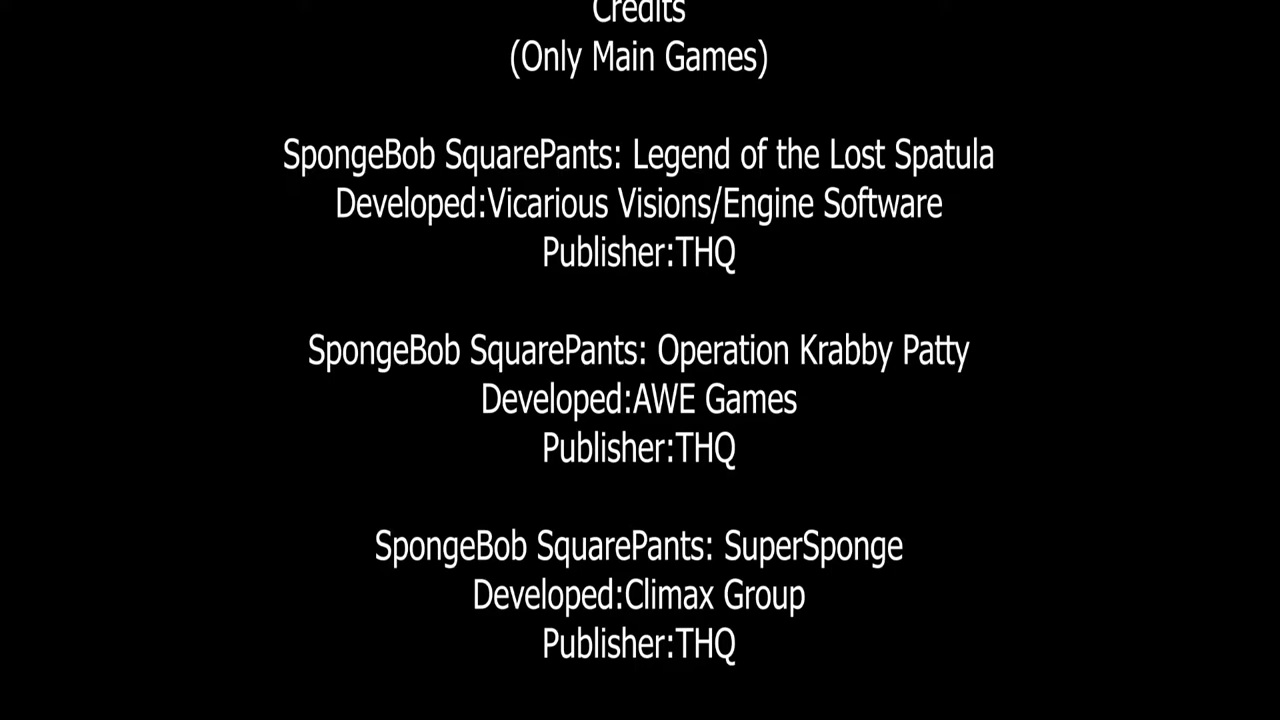 Credits
(Only Main Games)
SpongeBob SquarePants: Legend of the Lost Spatula
Developed:Vicarious Visions/Engine Software
Publisher:THQ
SpongeBob SquarePants: Operation Krabby Patty
Developed:AWE Games
Publisher:THQ
SpongeBob SquarePants: SuperSponge
Developed:Climax Group
Publisher:THQ